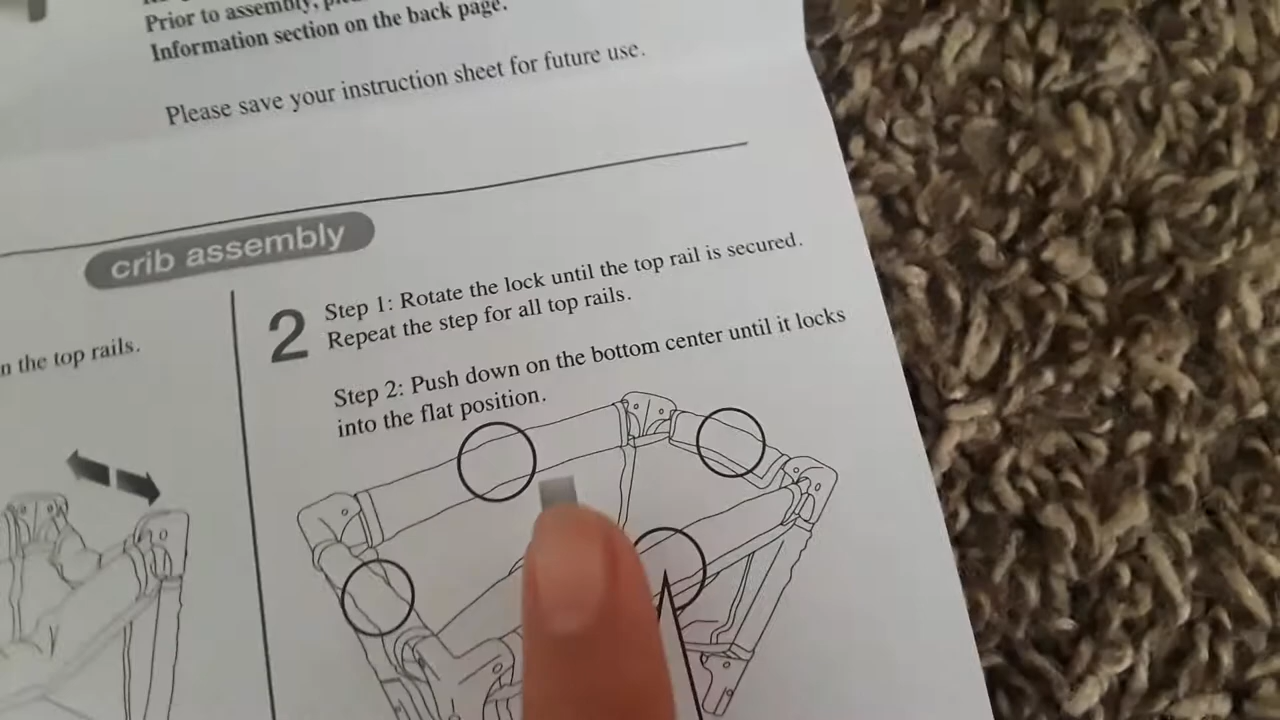 Prior to assembly,
Information section on the back page.
Please save your instruction sheet for future use.
crib assembly
n the top rails.
2
Step 1: Rotate the lock until the top rail is secured.
Repeat the step for all top rails.
Step 2: Push down on the bottom center until it locks
into the flat position.